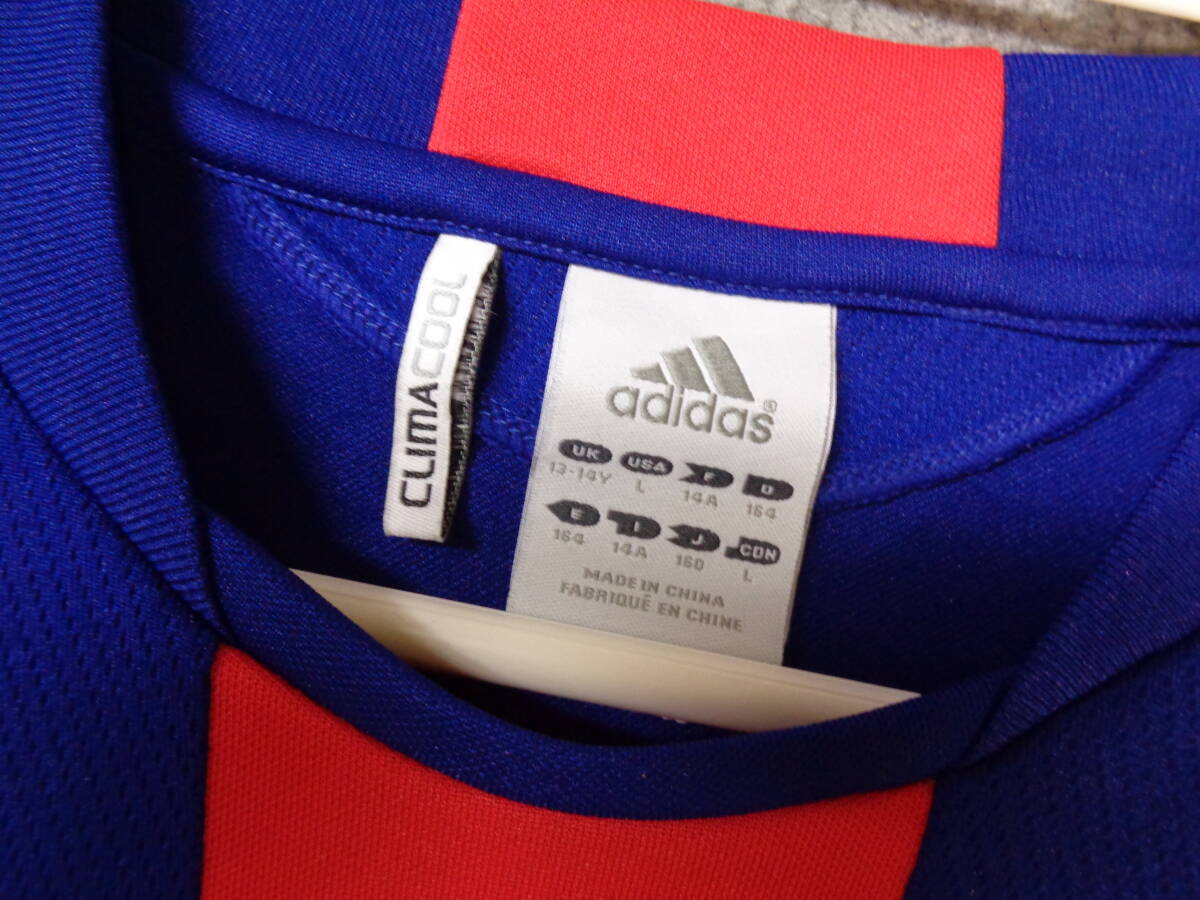 CLIMACOOL
adidas®
UK USA F D
13-14Y L 14A 164
E I J CDN
164 14A 160 L
MADE IN CHINA
FABRIQUÉ EN CHINE